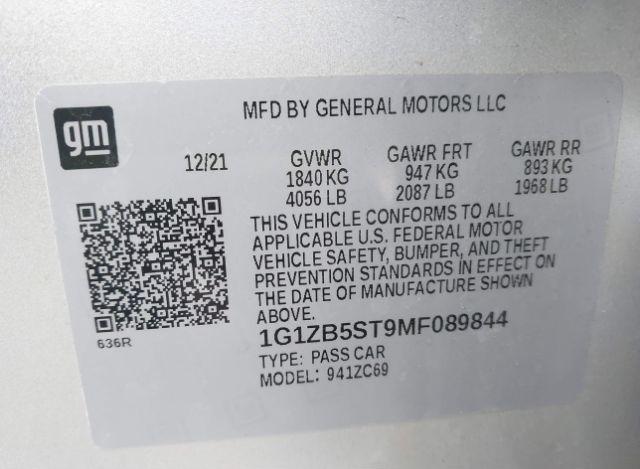 gm
MFD BY GENERAL MOTORS LLC
12/21 GVWR GAWR FRT GAWR RR
1840 KG 947 KG 893 KG
4056 LB 2087 LB 1968 LB
THIS VEHICLE CONFORMS TO ALL
APPLICABLE U.S. FEDERAL MOTOR
VEHICLE SAFETY, BUMPER, AND THEFT
PREVENTION STANDARDS IN EFFECT ON
THE DATE OF MANUFACTURE SHOWN
ABOVE.
636R
1G1ZB5ST9MF089844
TYPE: PASS CAR
MODEL: 941ZC69